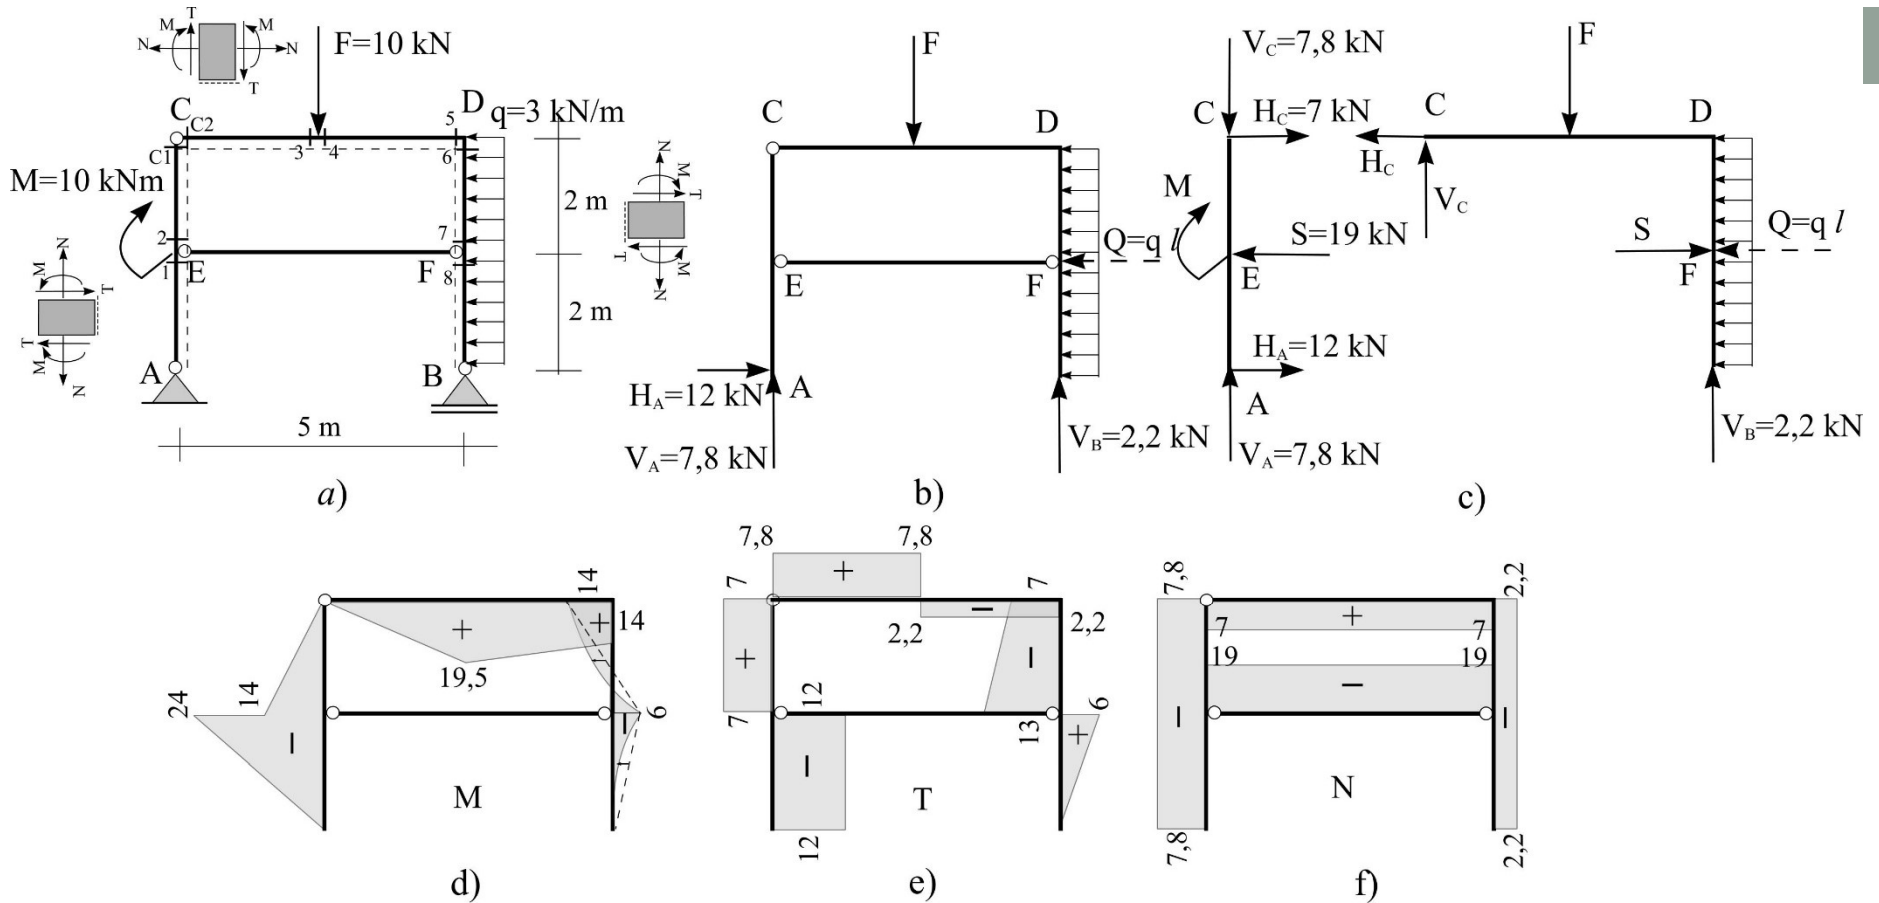 T
M
M
N
N
T
F=10 kN
C
C2
D
5
q=3 kN/m
C1
3
4
6
M=10 kNm
2 m
2
7
E
F
1
8
2 m
N
M
T
T
M
N
N
M
T
T
M
N
A
B
5 m
a)
F
C
D
Q=q l
E
F
H_A=12 kN
A
V_A=7,8 kN
V_B=2,2 kN
b)
V_C=7,8 kN
C
H_C=7 kN
M
S=19 kN
E
H_A=12 kN
A
V_A=7,8 kN
F
C
D
H_C
V_C
S
Q=q l
F
V_B=2,2 kN
c)
14
+
+
14
19,5
24
14
−
−
6
M
d)
7,8
7,8
7
+
7
−
2,2
2,2
+
−
7
12
13
6
+
−
T
12
e)
7,8
2,2
+
7
7
19
19
−
−
−
N
7,8
2,2
f)